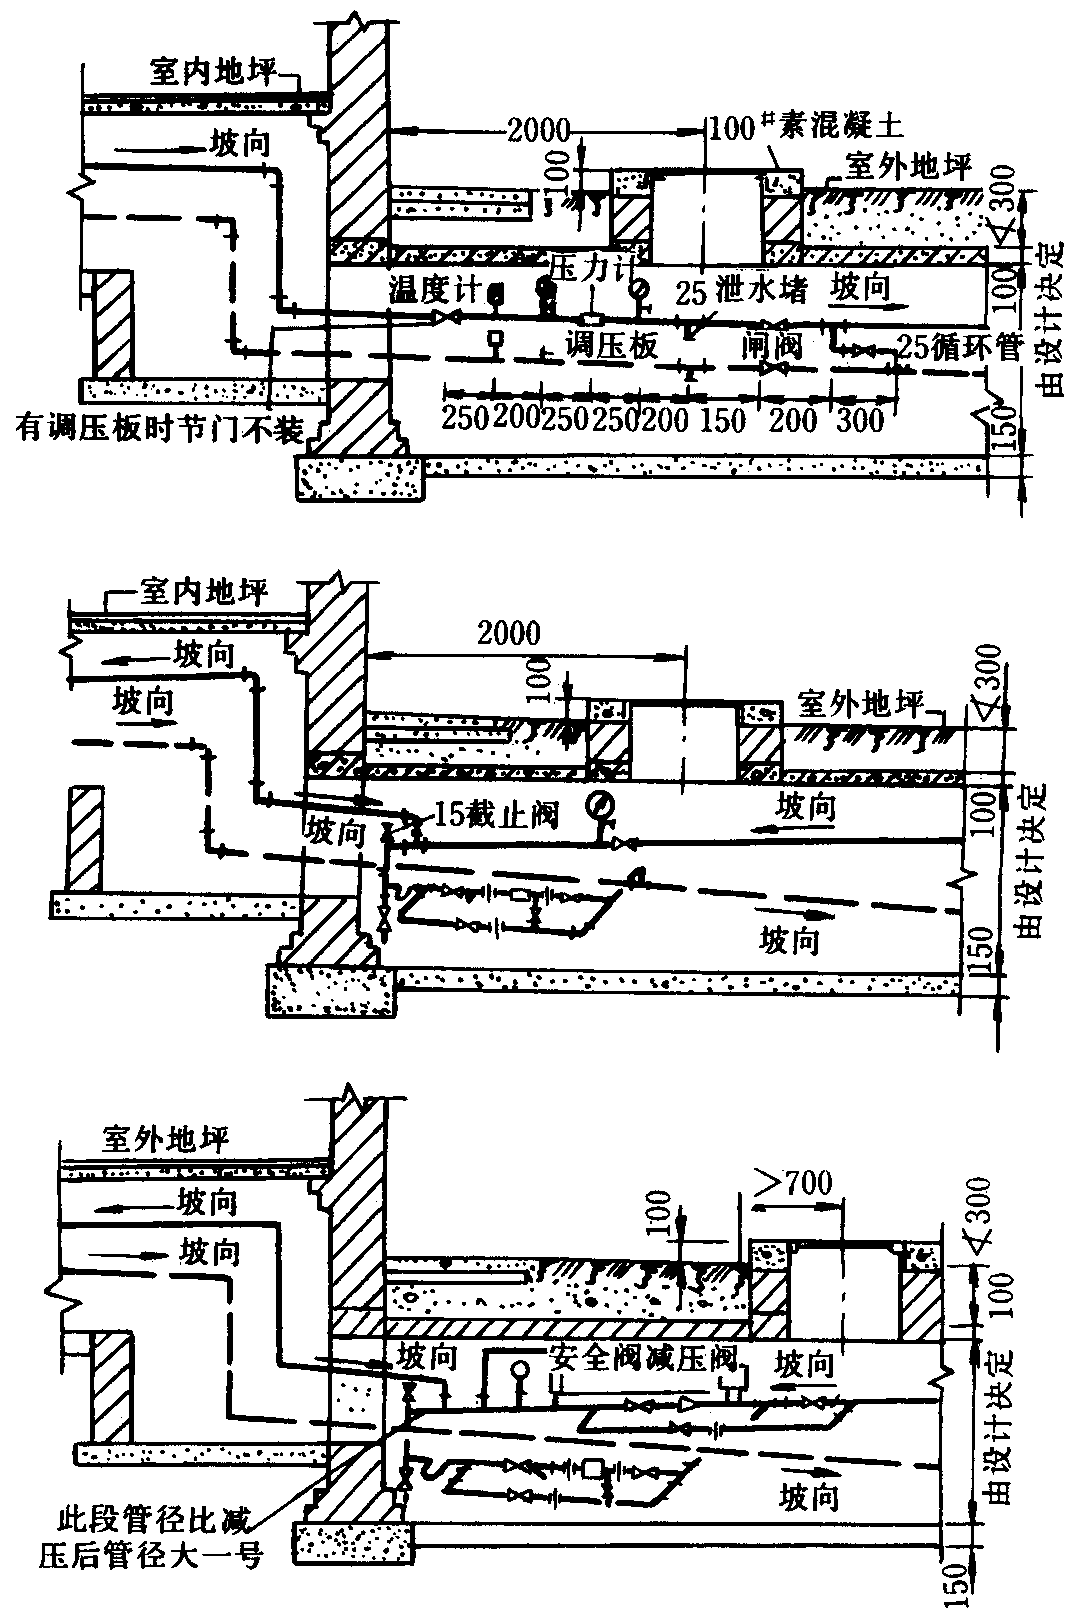 室内地坪
2000
100#素混凝土
坡向
100
室外地坪
300
压力计
温度计
25
泄水堵
坡向
100
调压板
闸阀
25循环管
由设计决定
有调压板时节门不装
250
200
250
250
200
150
200
300
150
室内地坪
坡向
2000
100
300
坡向
室外地坪
坡向
15截止阀
坡向
100
由设计决定
坡向
150
室外地坪
坡向
100
>700
300
坡向
100
坡向
安全阀减压阀
坡向
由设计决定
坡向
此段管径比减
压后管径大一号
150